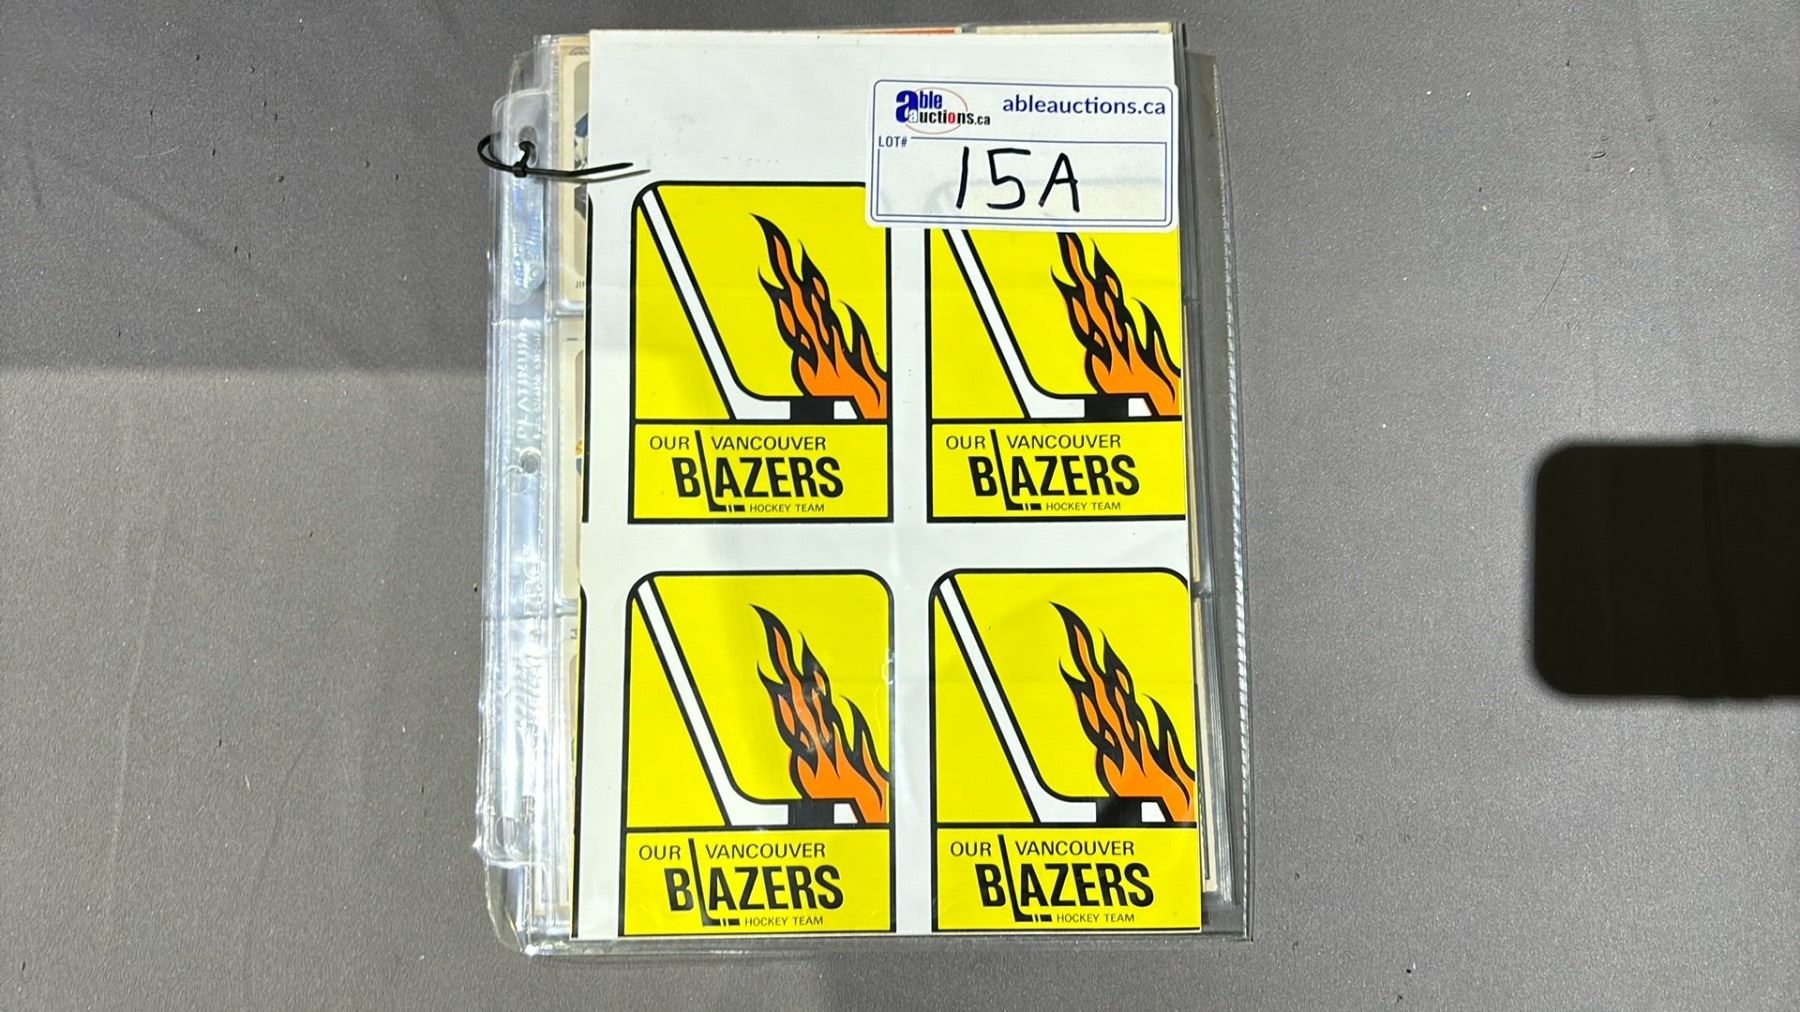 able auctions.ca
ableauctions.ca
LOT#
15A
OUR VANCOUVER
BLAZERS
HOCKEY TEAM
OUR VANCOUVER
BLAZERS
HOCKEY TEAM
OUR VANCOUVER
BLAZERS
HOCKEY TEAM
OUR VANCOUVER
BLAZERS
HOCKEY TEAM
PLATINUM